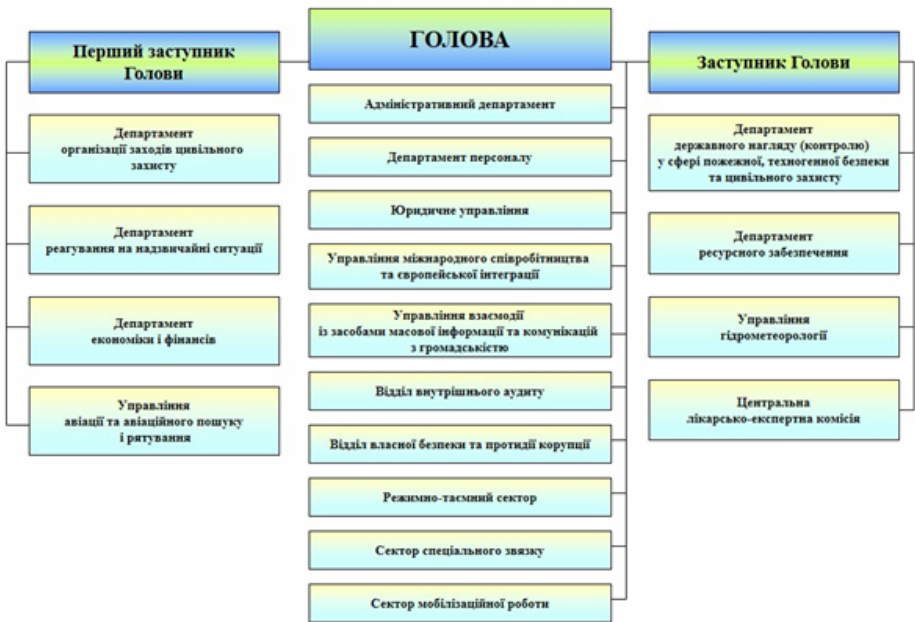 Перший заступник
Голови
Департамент
організації заходів цивільного
захисту
Департамент
реагування на надзвичайні ситуації
Департамент
економіки і фінансів
Управління
авіації та авіаційного пошуку
і рятування
ГОЛОВА
Адміністративний департамент
Департамент персоналу
Юридичне управління
Управління міжнародного співробітництва
та європейської інтеграції
Управління взаємодії
із засобами масової інформації та комунікацій
з громадськістю
Відділ внутрішнього аудиту
Відділ власної безпеки та протидії корупції
Режимно-таємний сектор
Сектор спеціального звязку
Сектор мобілізаційної роботи
Заступник Голови
Департамент
державного нагляду (контролю)
у сфері пожежної, техногенної безпеки
та цивільного захисту
Департамент
ресурсного забезпечення
Управління
гідрометеорології
Центральна
лікарсько-експертна комісія